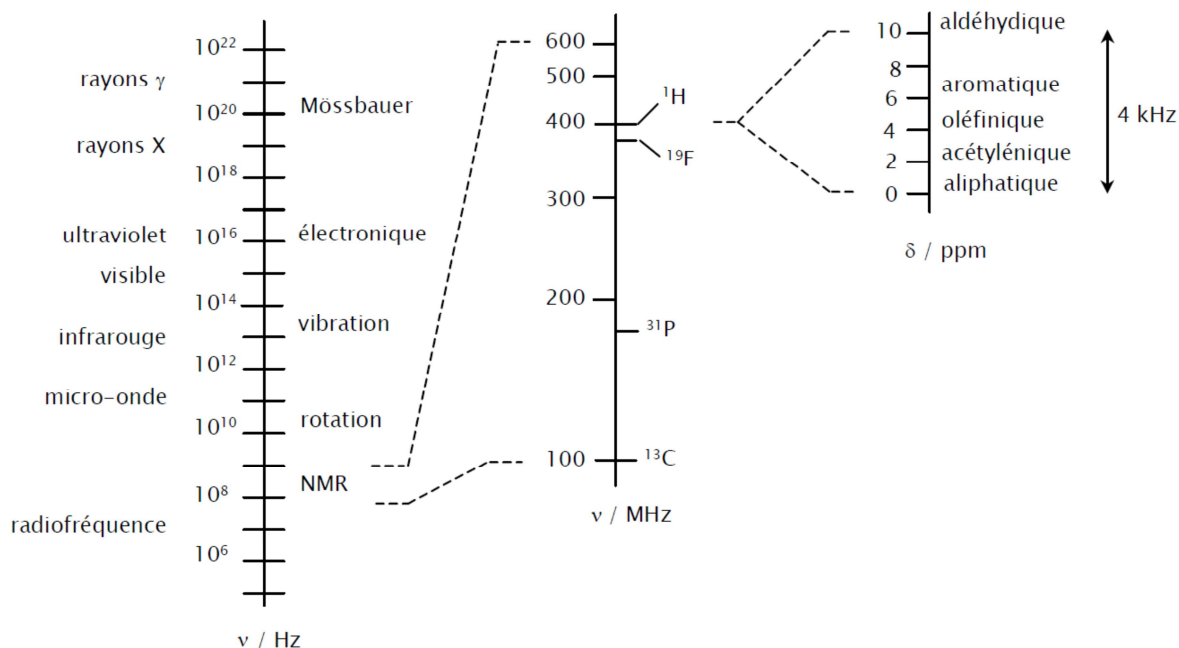 10²²
rayons γ
10²⁰
Mössbauer
rayons X
10¹⁸
ultraviolet
10¹⁶
électronique
visible
10¹⁴
vibration
infrarouge
10¹²
micro-onde
10¹⁰
rotation
NMR
10⁸
radiofréquence
10⁶
ν / Hz
600
500
¹H
400
¹⁹F
300
200
³¹P
100
¹³C
ν / MHz
10
aldéhydique
8
aromatique
6
oléfinique
4
acétylénique
2
aliphatique
0
4 kHz
δ / ppm